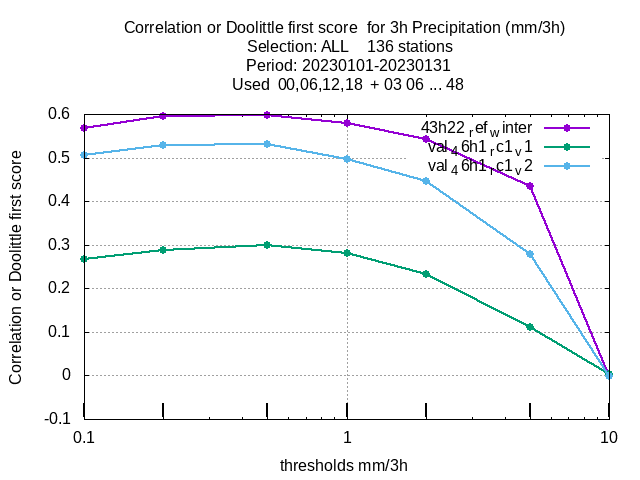 Correlation or Doolittle first score  for 3h Precipitation (mm/3h)
Selection: ALL    136 stations
Period: 20230101-20230131
Used  00,06,12,18  + 03 06 ... 48
Correlation or Doolittle first score
0.6
0.5
0.4
0.3
0.2
0.1
0
-0.1
43h22_ref_winter
val_46h1_rc1_v1
val_46h1_rc1_v2
0.1
1
10
thresholds mm/3h